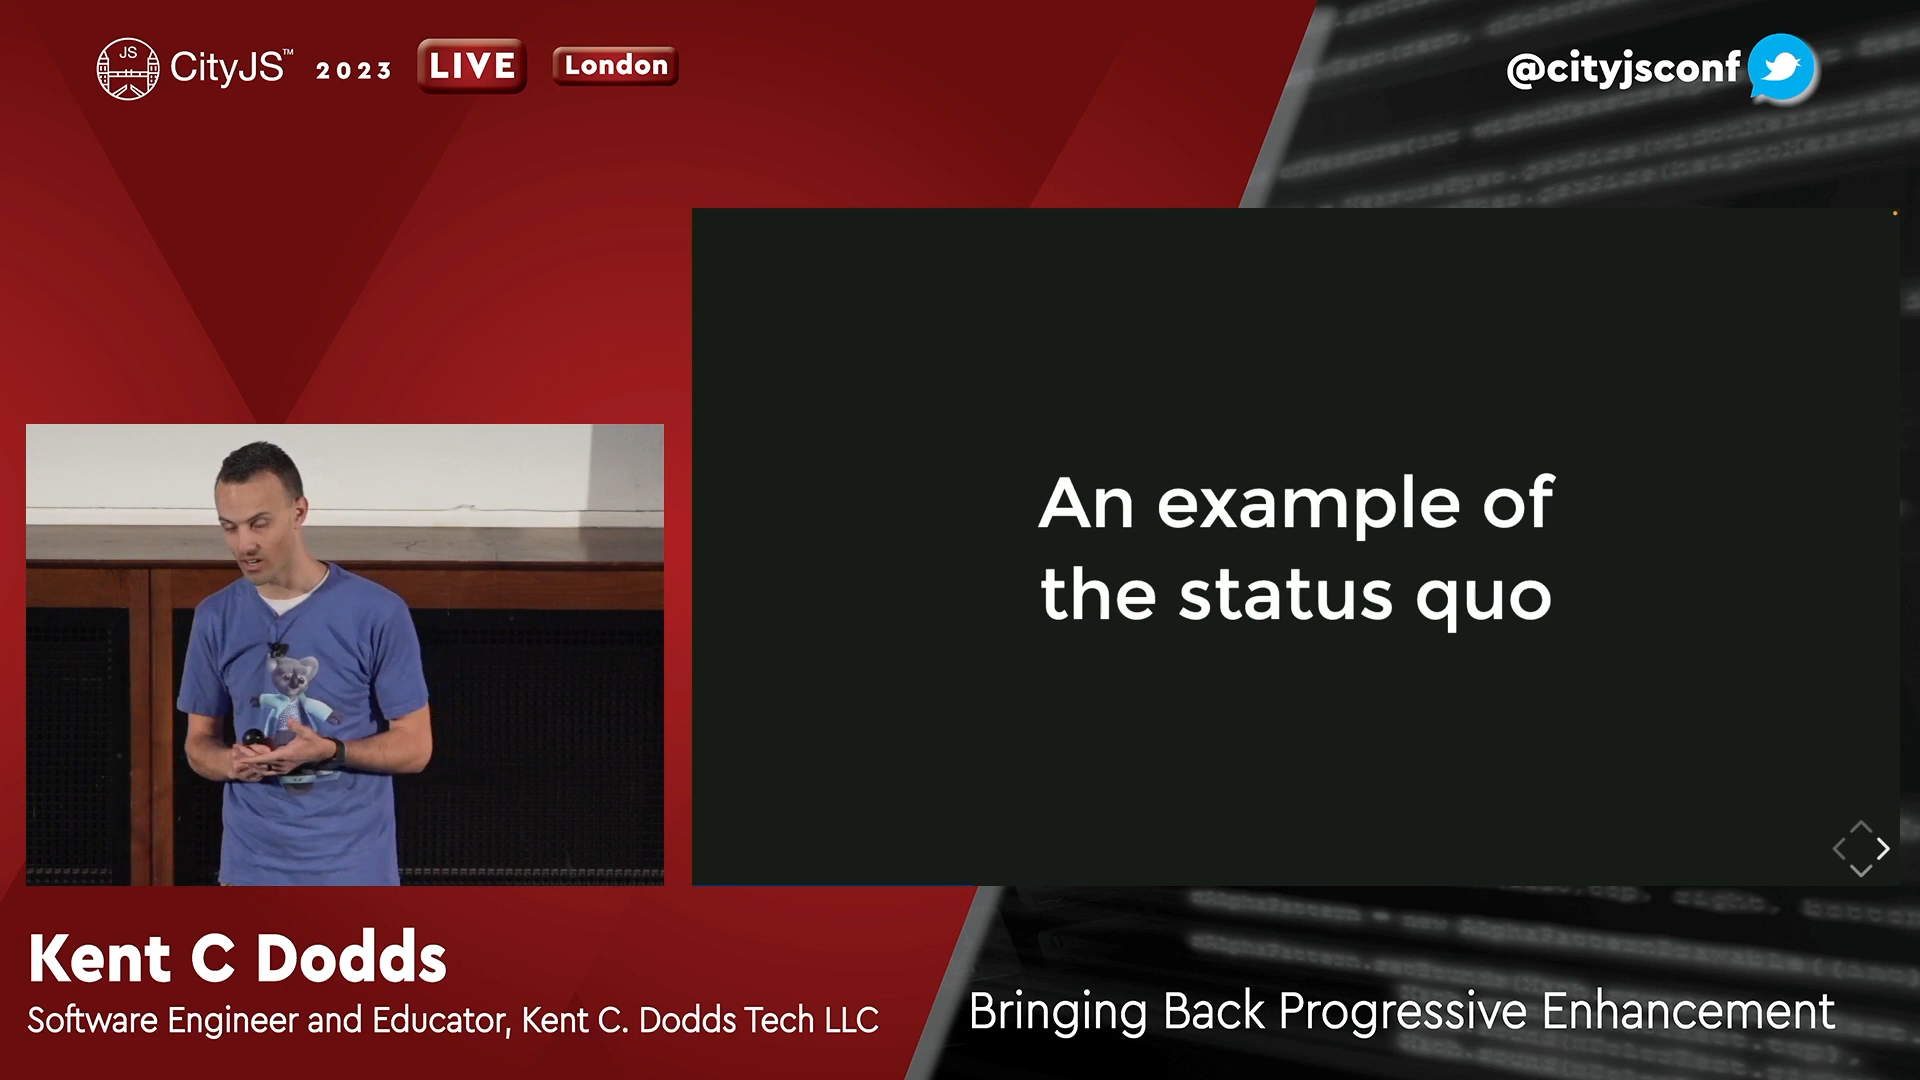 JS
CityJS™ 2023 LIVE London
@cityjsconf
An example of
the status quo
Kent C Dodds
Software Engineer and Educator, Kent C. Dodds Tech LLC
Bringing Back Progressive Enhancement